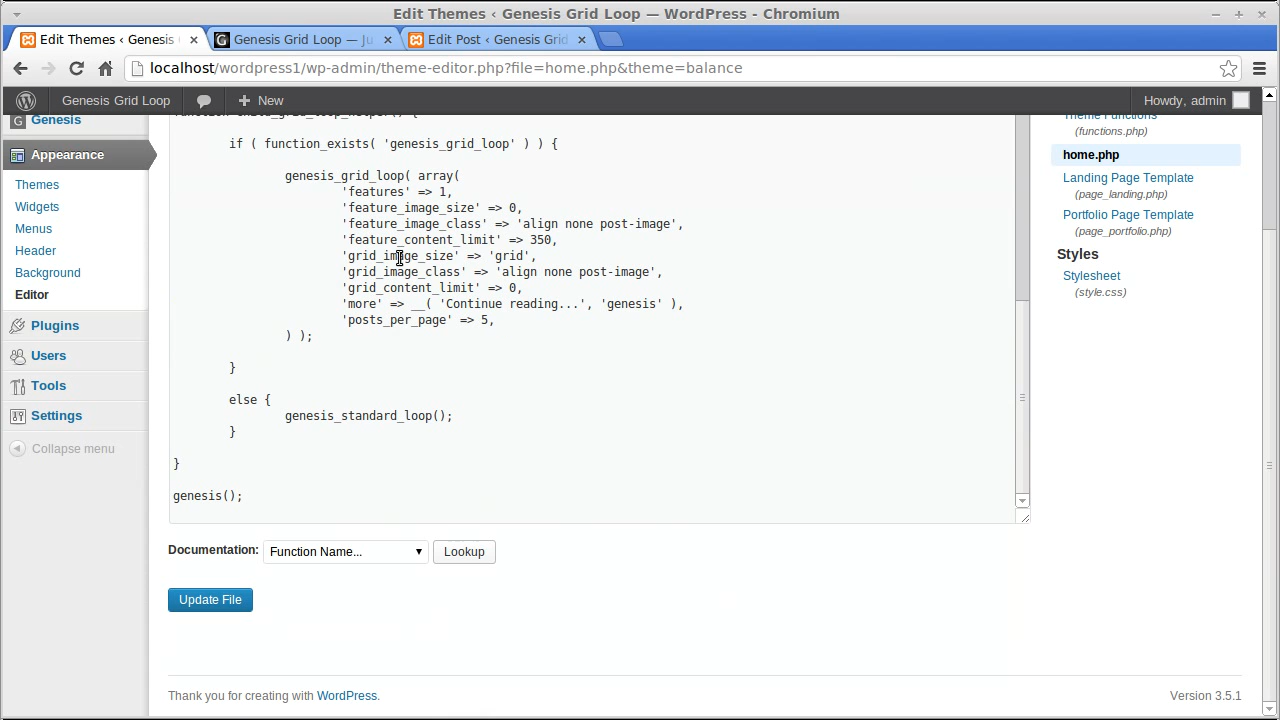 Edit Themes ‹ Genesis Grid Loop — WordPress - Chromium
Edit Themes ‹ Genesis
Genesis Grid Loop — Ju
Edit Post ‹ Genesis Grid
localhost/wordpress1/wp-admin/theme-editor.php?file=home.php&theme=balance
Genesis Grid Loop
New
Howdy, admin
Genesis
Appearance
Themes
Widgets
Menus
Header
Background
Editor
Plugins
Users
Tools
Settings
Collapse menu
function child_grid_loop_helper() {
if ( function_exists( 'genesis_grid_loop' ) ) {
genesis_grid_loop( array(
'features' => 1,
'feature_image_size' => 0,
'feature_image_class' => 'align none post-image',
'feature_content_limit' => 350,
'grid_image_size' => 'grid',
'grid_image_class' => 'align none post-image',
'grid_content_limit' => 0,
'more' => __( 'Continue reading...', 'genesis' ),
'posts_per_page' => 5,
) );
}
else {
genesis_standard_loop();
}
}
genesis();
Documentation:
Function Name...
Lookup
Update File
Theme Functions
(functions.php)
home.php
Landing Page Template
(page_landing.php)
Portfolio Page Template
(page_portfolio.php)
Styles
Stylesheet
(style.css)
Thank you for creating with WordPress.
Version 3.5.1